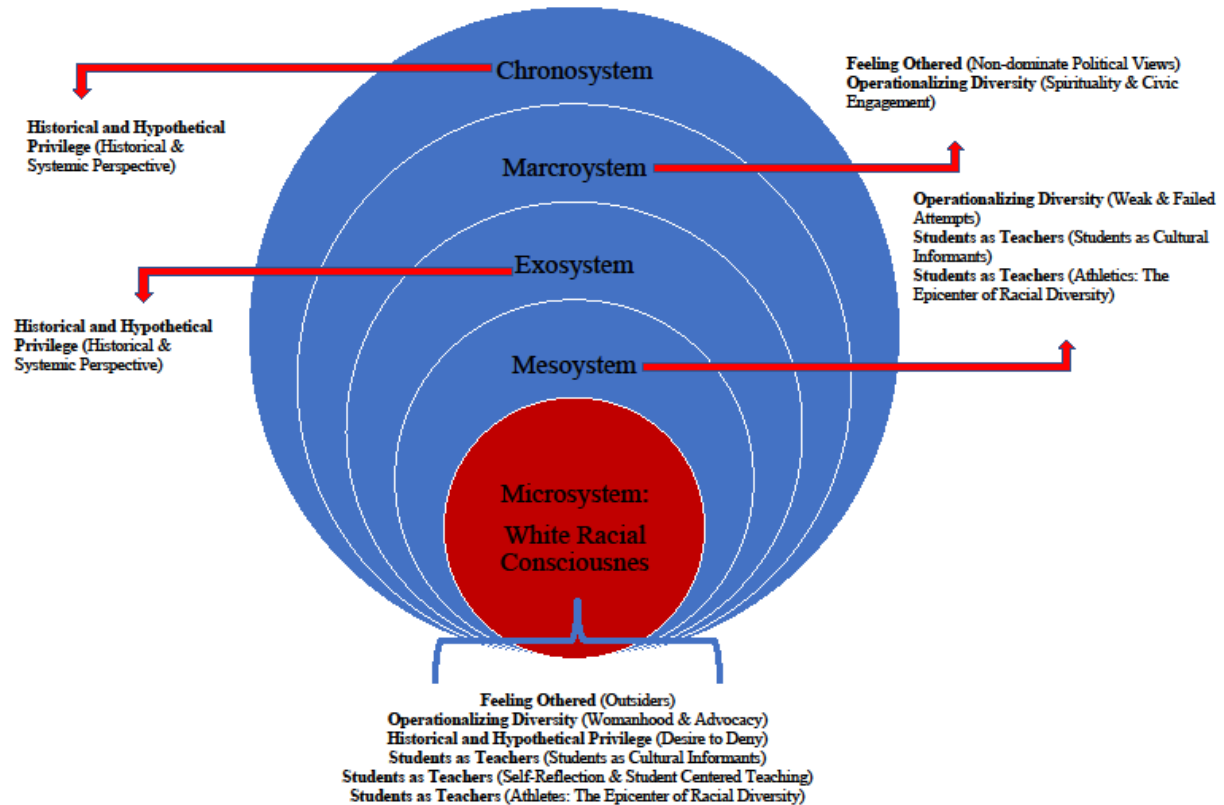 Chronosystem
Historical and Hypothetical
Privilege (Historical &
Systemic Perspective)
Feeling Othered (Non-dominate Political Views)
Operationalizing Diversity (Spirituality & Civic
Engagement)
Marcroystem
Operationalizing Diversity (Weak & Failed
Attempts)
Students as Teachers (Students as Cultural
Informants)
Students as Teachers (Athletics: The
Epicenter of Racial Diversity)
Exosystem
Historical and Hypothetical
Privilege (Historical &
Systemic Perspective)
Mesoystem
Microsystem:
White Racial
Consciousnes
Feeling Othered (Outsiders)
Operationalizing Diversity (Womanhood & Advocacy)
Historical and Hypothetical Privilege (Desire to Deny)
Students as Teachers (Students as Cultural Informants)
Students as Teachers (Self-Reflection & Student Centered Teaching)
Students as Teachers (Athletes: The Epicenter of Racial Diversity)